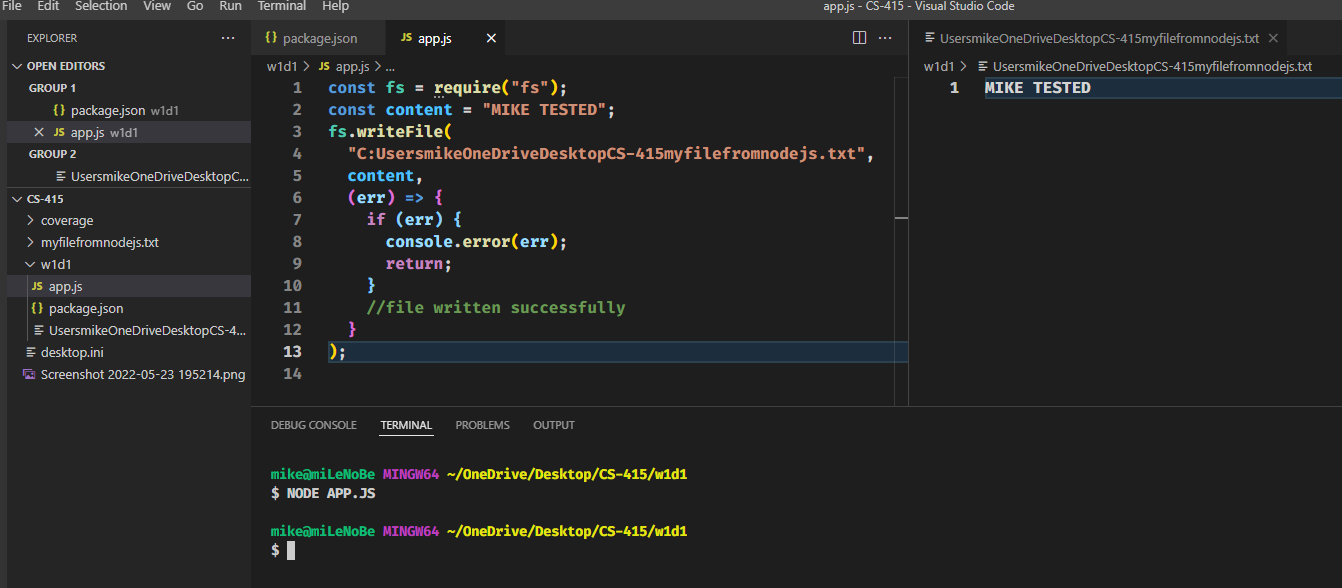 File Edit Selection View Go Run Terminal Help app.js - CS-415 - Visual Studio Code
EXPLORER ...
OPEN EDITORS
GROUP 1
{} package.json w1d1
JS app.js w1d1
GROUP 2
UsersmikeOneDriveDesktopC...
CS-415
coverage
myfilefromnodejs.txt
w1d1
JS app.js
{} package.json
UsersmikeOneDriveDesktopCS-4...
desktop.ini
Screenshot 2022-05-23 195214.png
{} package.json JS app.js
w1d1 > JS app.js > ...
1 const fs = require("fs");
2 const content = "MIKE TESTED";
3 fs.writeFile(
4 "C:UsersmikeOneDriveDesktopCS-415myfilefromnodejs.txt",
5 content,
6 (err) => {
7 if (err) {
8 console.error(err);
9 return;
10 }
11 //file written successfully
12 }
13 );
14
UsersmikeOneDriveDesktopCS-415myfilefromnodejs.txt
w1d1 > UsersmikeOneDriveDesktopCS-415myfilefromnodejs.txt
1 MIKE TESTED
DEBUG CONSOLE TERMINAL PROBLEMS OUTPUT
mike@miLeNoBe MINGW64 ~/OneDrive/Desktop/CS-415/w1d1
$ NODE APP.JS
mike@miLeNoBe MINGW64 ~/OneDrive/Desktop/CS-415/w1d1
$